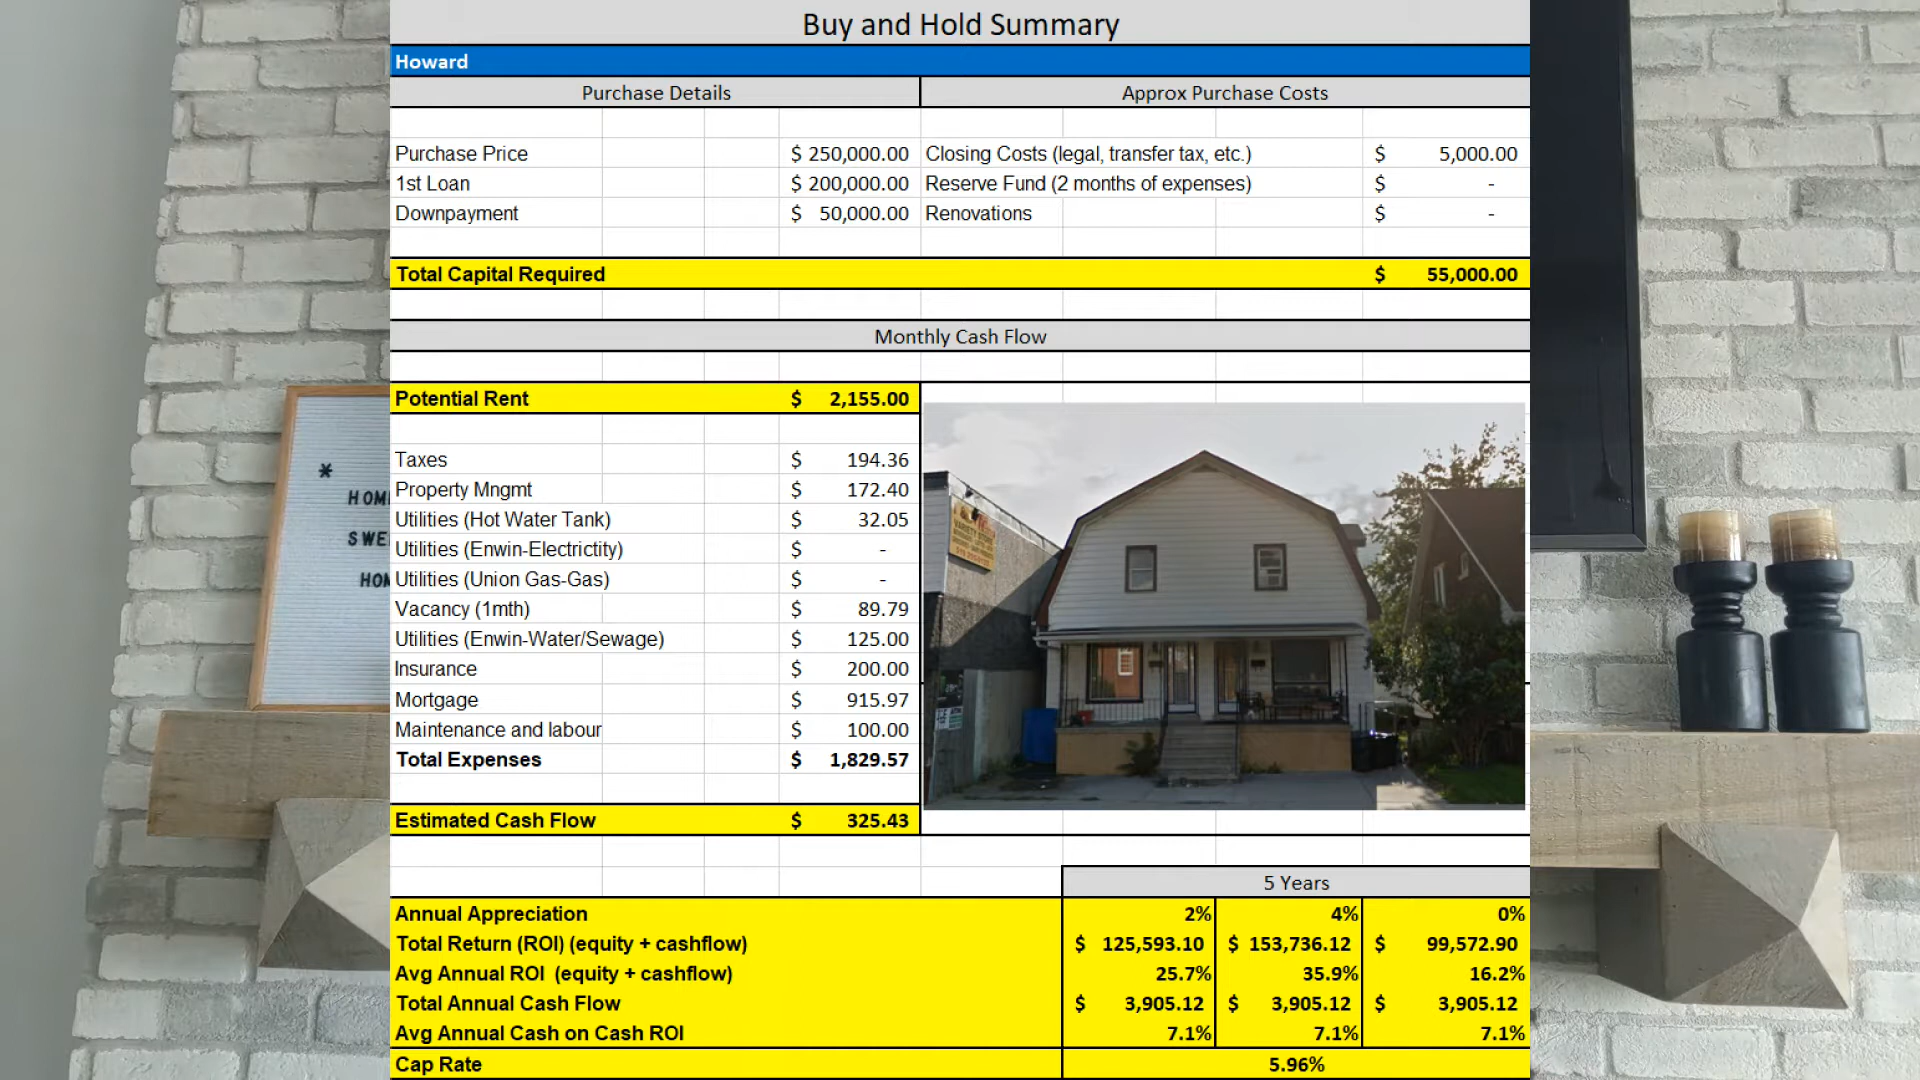 Buy and Hold Summary
Howard
Purchase Details Approx Purchase Costs
Purchase Price $ 250,000.00 Closing Costs (legal, transfer tax, etc.) $ 5,000.00
1st Loan $ 200,000.00 Reserve Fund (2 months of expenses) $ -
Downpayment $ 50,000.00 Renovations $ -
Total Capital Required $ 55,000.00
Monthly Cash Flow
Potential Rent $ 2,155.00
Taxes $ 194.36
Property Mngmt $ 172.40
Utilities (Hot Water Tank) $ 32.05
Utilities (Enwin-Electrictity) $ -
Utilities (Union Gas-Gas) $ -
Vacancy (1mth) $ 89.79
Utilities (Enwin-Water/Sewage) $ 125.00
Insurance $ 200.00
Mortgage $ 915.97
Maintenance and labour $ 100.00
Total Expenses $ 1,829.57
Estimated Cash Flow $ 325.43
5 Years
Annual Appreciation 2% 4% 0%
Total Return (ROI) (equity + cashflow) $ 125,593.10 $ 153,736.12 $ 99,572.90
Avg Annual ROI (equity + cashflow) 25.7% 35.9% 16.2%
Total Annual Cash Flow $ 3,905.12 $ 3,905.12 $ 3,905.12
Avg Annual Cash on Cash ROI 7.1% 7.1% 7.1%
Cap Rate 5.96%
*
HOM
SWE
HOM
VARIETY STORE